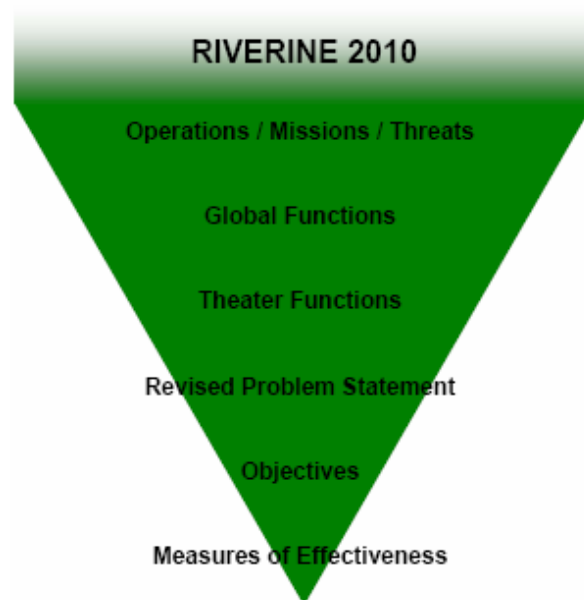 RIVERINE 2010
Operations / Missions / Threats
Global Functions
Theater Functions
Revised Problem Statement
Objectives
Measures of Effectiveness